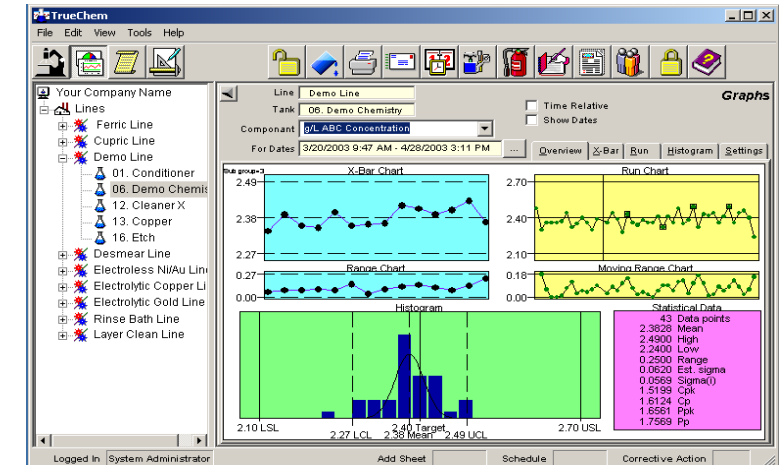 TrueChem
File Edit View Tools Help
Your Company Name
Lines
Ferric Line
Cupric Line
Demo Line
01. Conditioner
06. Demo Chemis
12. Cleaner X
13. Copper
16. Etch
Desmear Line
Electroless Ni/Au Lin
Electrolytic Copper Li
Electrolytic Gold Line
Rinse Bath Line
Layer Clean Line
Line Demo Line
Tank 06. Demo Chemistry
Componant g/L ABC Concentration
For Dates 3/20/2003 9:47 AM - 4/28/2003 3:11 PM ...
Time Relative
Show Dates
Graphs
Overview X-Bar Run Histogram Settings
Sub group=3 X-Bar Chart
2.49
2.38
2.27
Range Chart
0.27
0.00
Run Chart
2.70
2.40
2.10
Moving Range Chart
0.18
0.00
Histogram
2.10 LSL
2.27 LCL
2.40 Target
2.38 Mean
2.49 UCL
2.70 USL
Statistical Data
43 Data points
2.3828 Mean
2.4900 High
2.2400 Low
0.2500 Range
0.0620 Est. sigma
0.0569 Sigma(i)
1.5199 Cpk
1.6124 Cp
1.6561 Ppk
1.7569 Pp
Logged In System Administrator Add Sheet Schedule Corrective Action